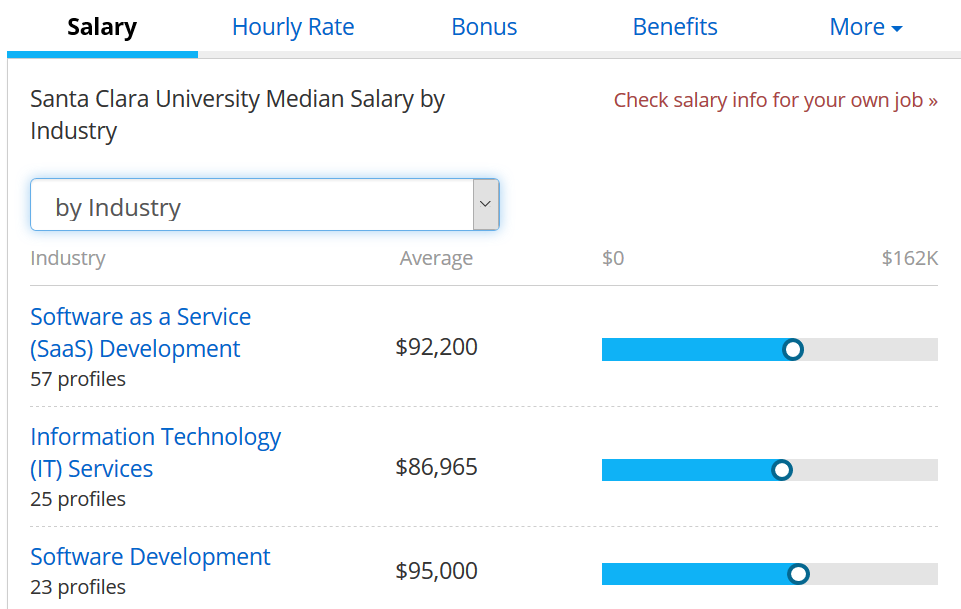 Salary Hourly Rate Bonus Benefits More
Santa Clara University Median Salary by
Industry
Check salary info for your own job »
by Industry
Industry Average $0 $162K
Software as a Service
(SaaS) Development
57 profiles
$92,200
Information Technology
(IT) Services
25 profiles
$86,965
Software Development
23 profiles
$95,000